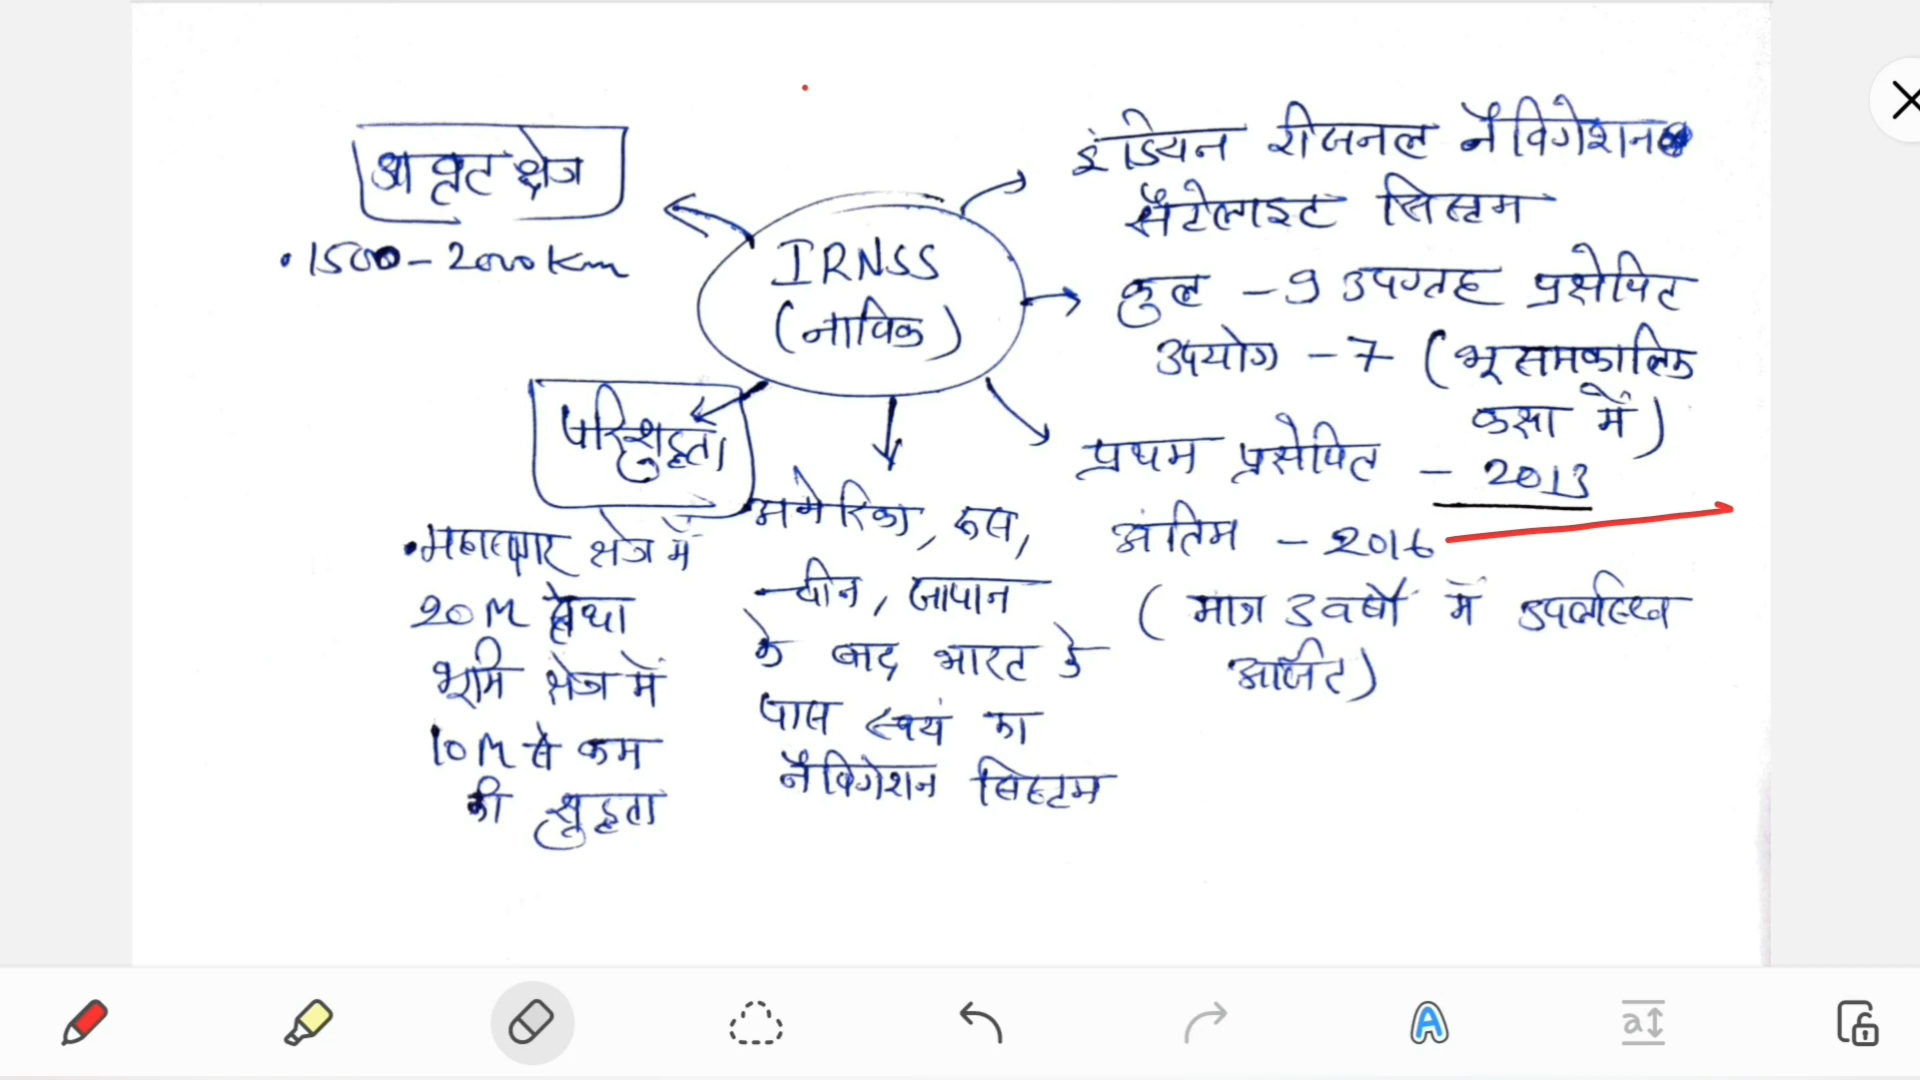 IRNSS
(नाविक)
इंडियन रीजनल नैविगेशन
सैटेलाइट सिस्टम
कुल - 9 उपग्रह प्रक्षेपित
उपयोग - 7 (भूसमकालिक
कक्षा में)
प्रथम प्रक्षेपित - 2013
अंतिम - 2016
(मात्र 3 वर्षों में उपलब्धि
अर्जित)
अमेरिका, रूस,
चीन, जापान
के बाद भारत के
पास स्वयं का
नैविगेशन सिस्टम
परिशुद्धता
• महासागर क्षेत्र में
20M तथा
भूमि क्षेत्र में
10M से कम
की शुद्धता
आवृत क्षेत्र
• 1500 - 2000 Km